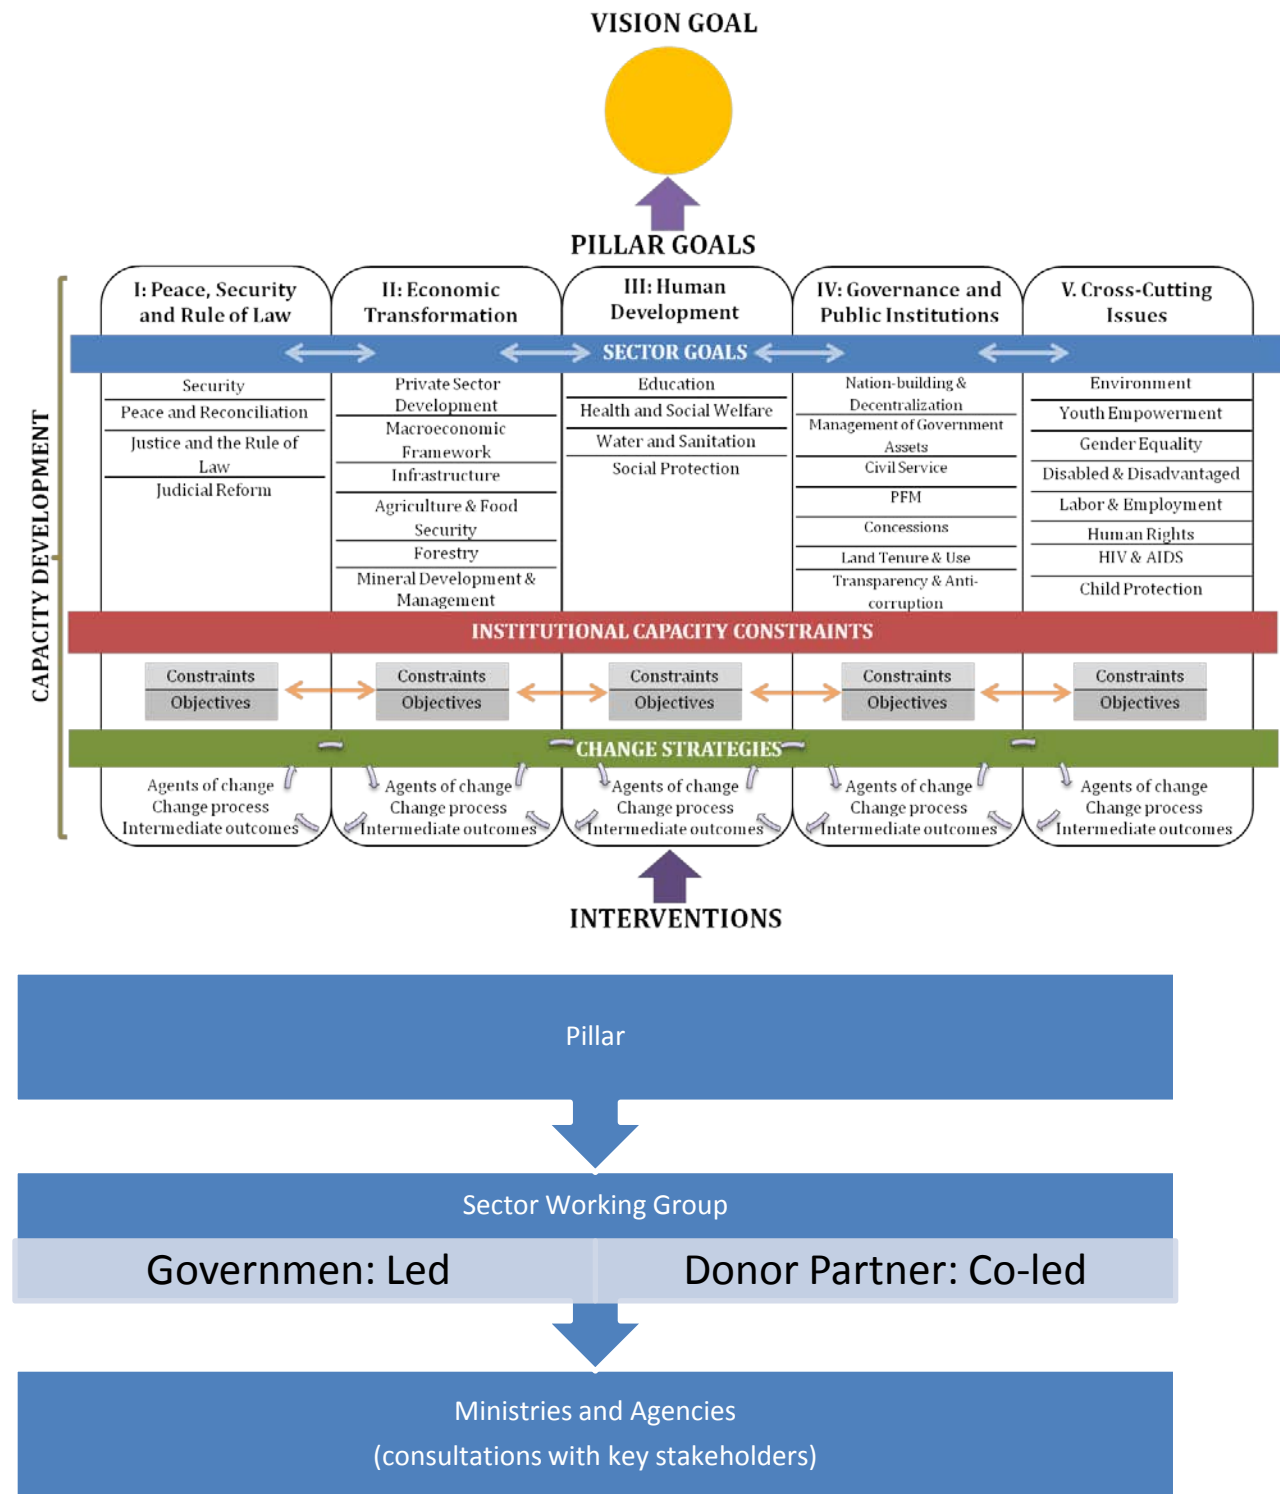 VISION GOAL
PILLAR GOALS
I: Peace, Security
and Rule of Law
II: Economic
Transformation
III: Human
Development
IV: Governance and
Public Institutions
V. Cross-Cutting
Issues
SECTOR GOALS
Security
Peace and Reconciliation
Justice and the Rule of
Law
Judicial Reform
Private Sector
Development
Macroeconomic
Framework
Infrastructure
Agriculture & Food
Security
Forestry
Mineral Development &
Management
Education
Health and Social Welfare
Water and Sanitation
Social Protection
Nation-building &
Decentralization
Management of Government
Assets
Civil Service
PFM
Concessions
Land Tenure & Use
Transparency & Anti-
corruption
Environment
Youth Empowerment
Gender Equality
Disabled & Disadvantaged
Labor & Employment
Human Rights
HIV & AIDS
Child Protection
CAPACITY DEVELOPMENT
INSTITUTIONAL CAPACITY CONSTRAINTS
Constraints
Objectives
Constraints
Objectives
Constraints
Objectives
Constraints
Objectives
Constraints
Objectives
CHANGE STRATEGIES
Agents of change
Change process
Intermediate outcomes
Agents of change
Change process
Intermediate outcomes
Agents of change
Change process
Intermediate outcomes
Agents of change
Change process
Intermediate outcomes
Agents of change
Change process
Intermediate outcomes
INTERVENTIONS
Pillar
Sector Working Group
Governmen: Led
Donor Partner: Co-led
Ministries and Agencies
(consultations with key stakeholders)